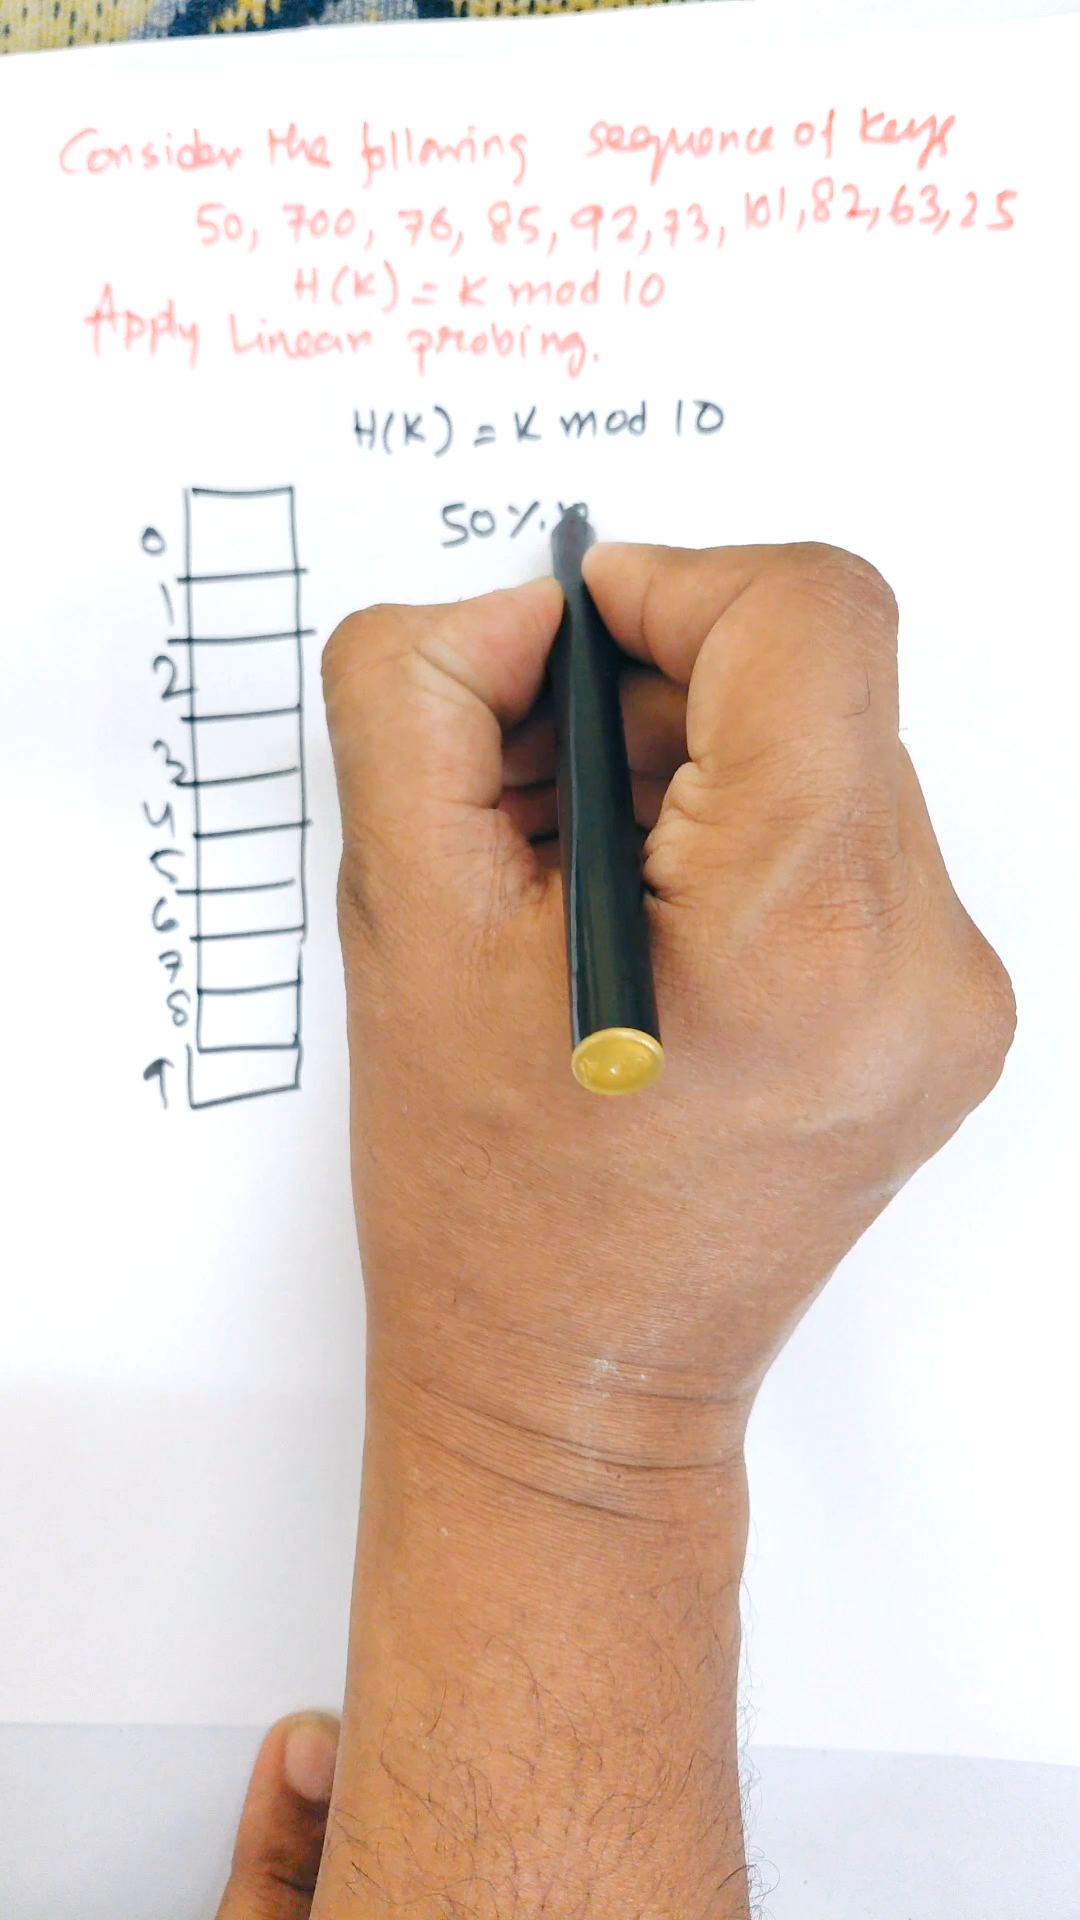 Consider the following sequence of keys
50, 700, 76, 85, 92, 73, 101, 82, 63, 25
H(K) = K mod 10
Apply Linear probing.
H(K) = K mod 10
50 %
0
1
2
3
4
5
6
7
8
9